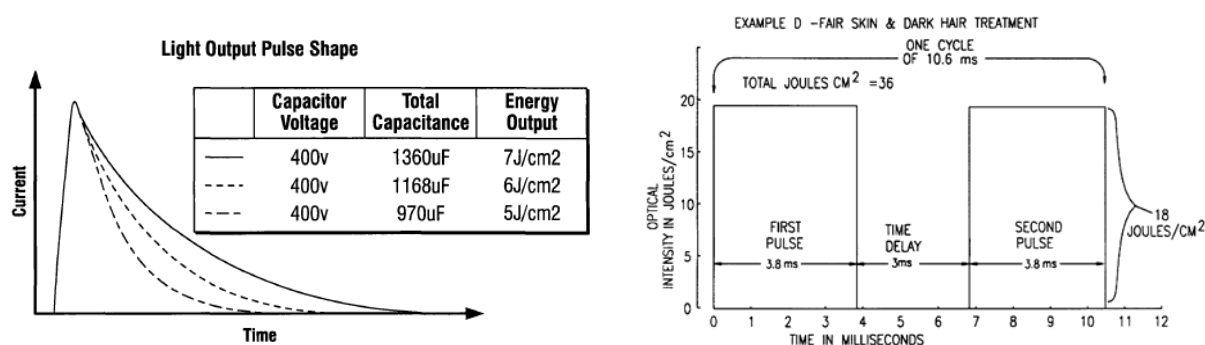 Light Output Pulse Shape
Capacitor Voltage Total Capacitance Energy Output
400v 1360uF 7J/cm2
400v 1168uF 6J/cm2
400v 970uF 5J/cm2
Current
Time
EXAMPLE D -FAIR SKIN & DARK HAIR TREATMENT
ONE CYCLE
OF 10.6 ms
TOTAL JOULES CM² =36
OPTICAL
INTENSITY IN JOULES/cm²
20
15
10
5
0
FIRST
PULSE
3.8ms
TIME
DELAY
3ms
SECOND
PULSE
3.8ms
18
JOULES/CM²
0 1 2 3 4 5 6 7 8 9 10 11 12
TIME IN MILLISECONDS